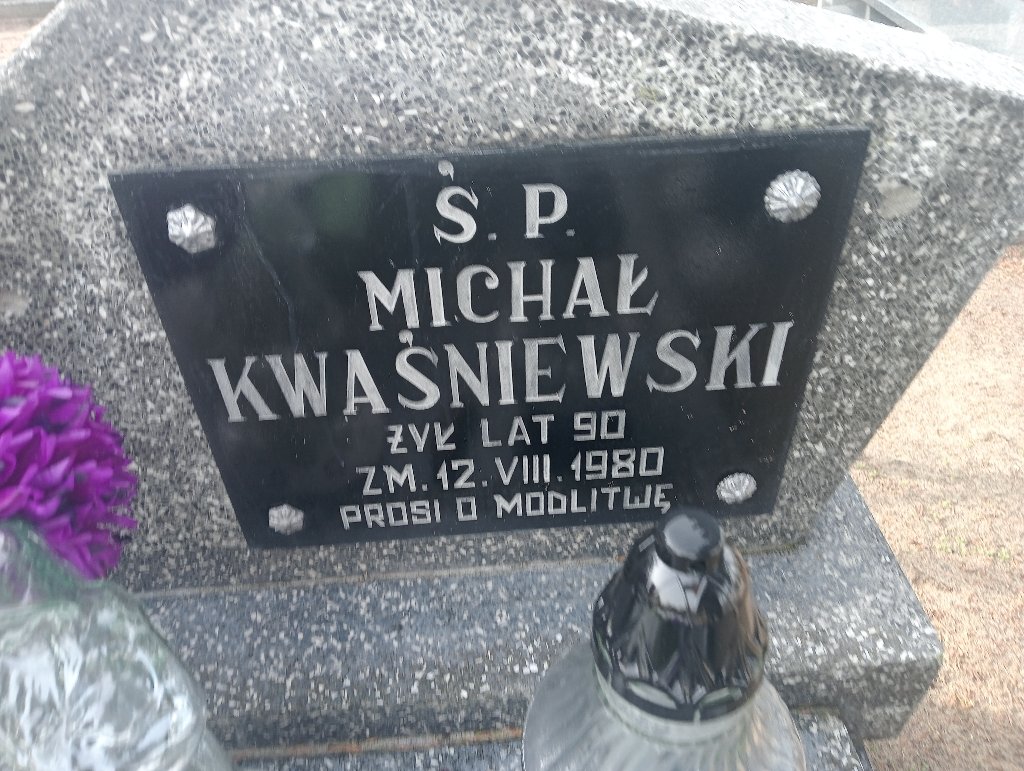 Ś. P.
MICHAŁ
KWAŚNIEWSKI
ŻYŁ LAT 90
ZM. 12. VIII. 1980
PROSI O MODLITWĘ